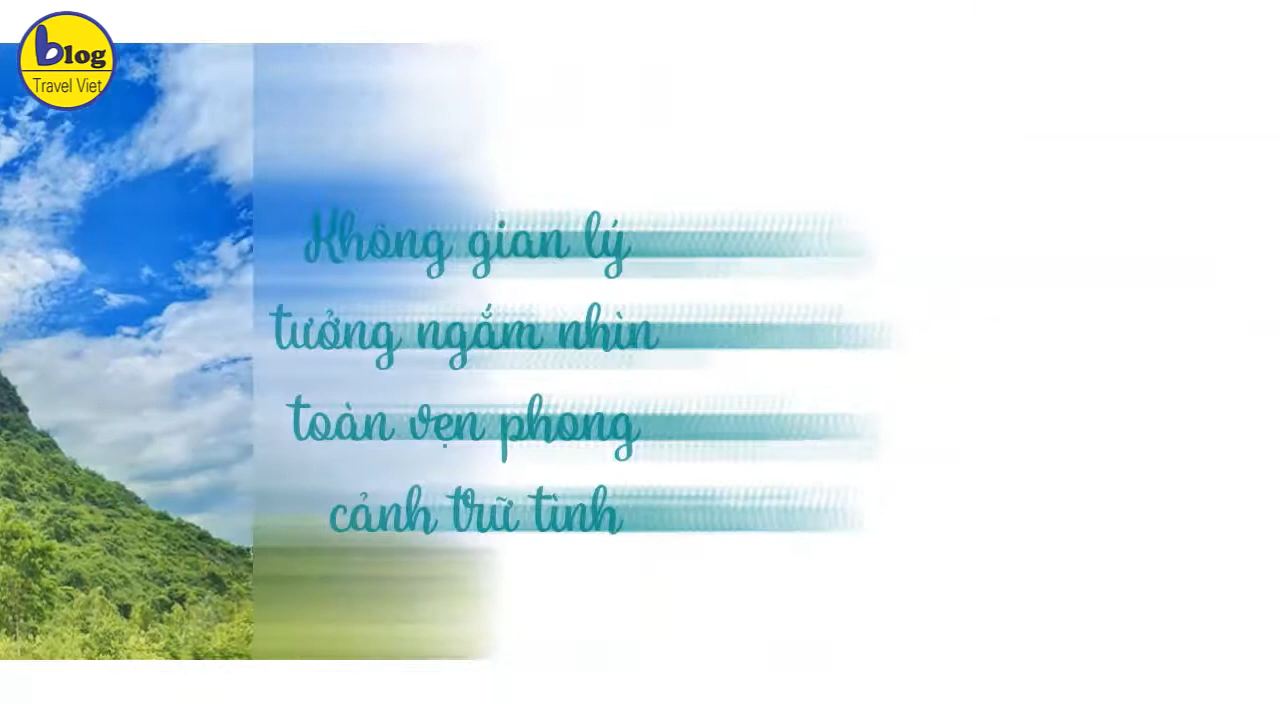 blog
Travel Viet
Không gian lý
tưởng ngắm nhìn
toàn vẹn phong
cảnh trữ tình